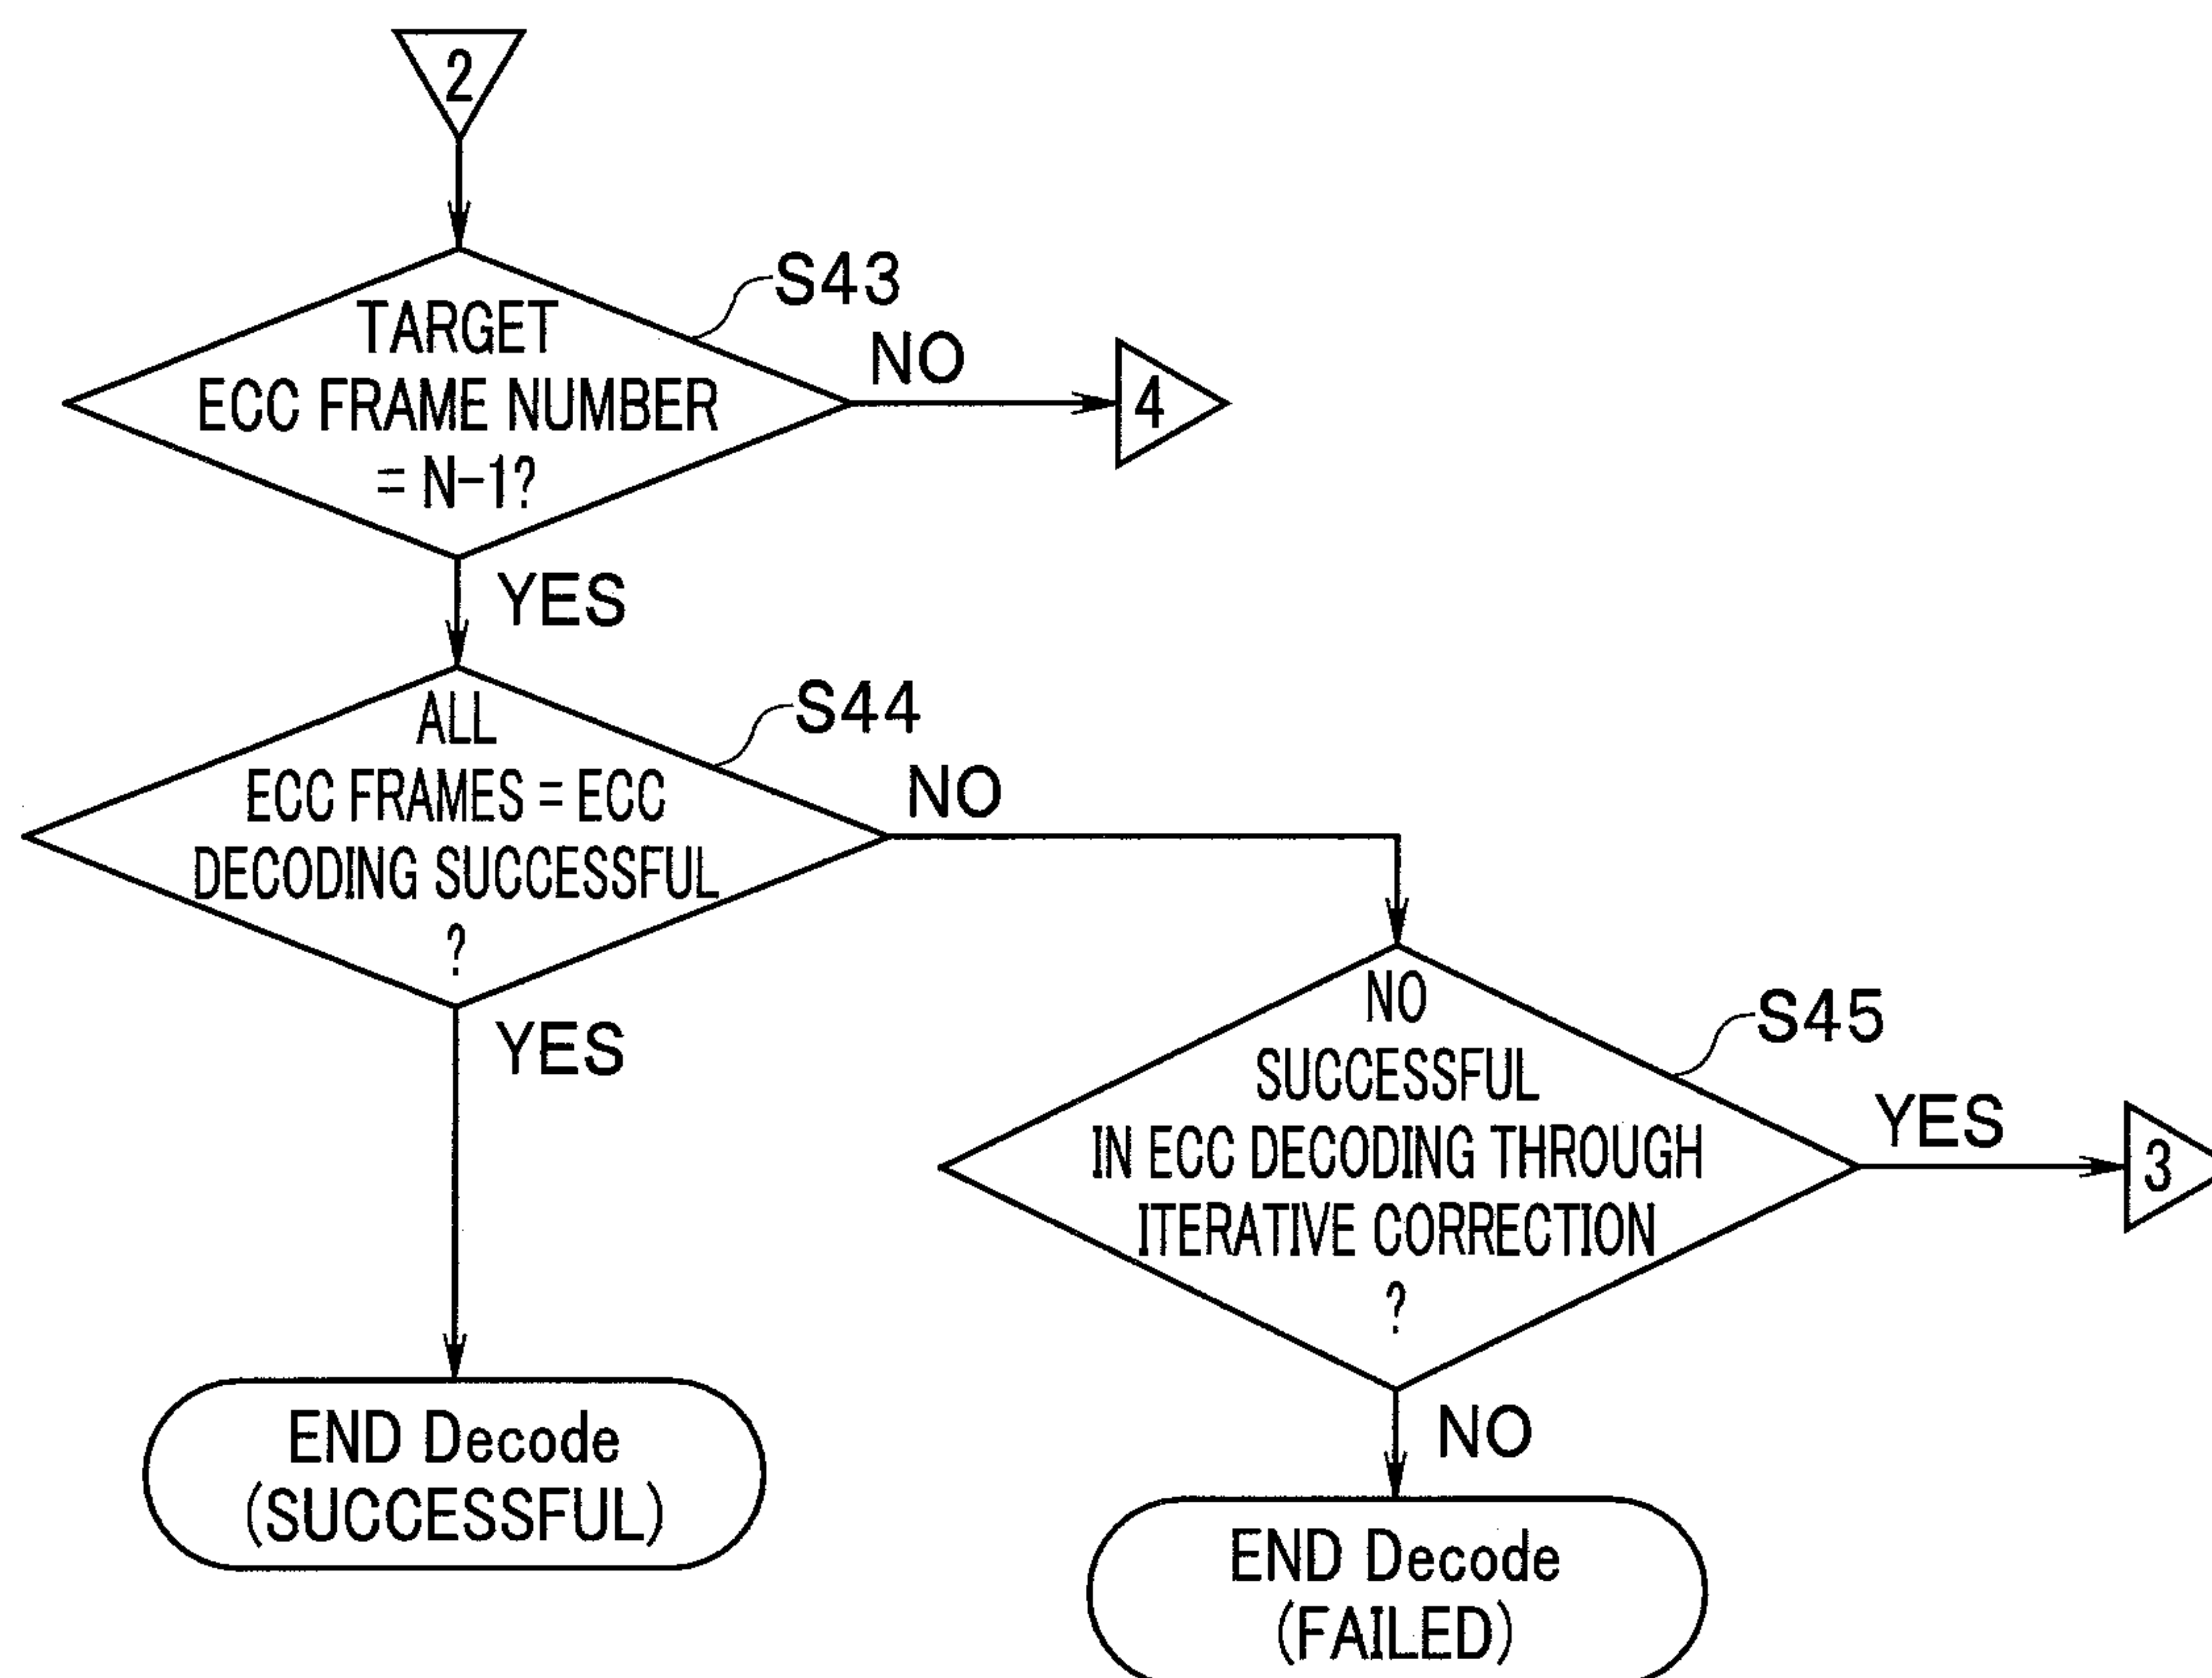 2
S43
TARGET
ECC FRAME NUMBER
= N-1?
NO
4
YES
S44
ALL
ECC FRAMES = ECC
DECODING SUCCESSFUL
?
NO
YES
S45
NO
SUCCESSFUL
IN ECC DECODING THROUGH
ITERATIVE CORRECTION
?
YES
3
NO
END Decode
(SUCCESSFUL)
END Decode
(FAILED)